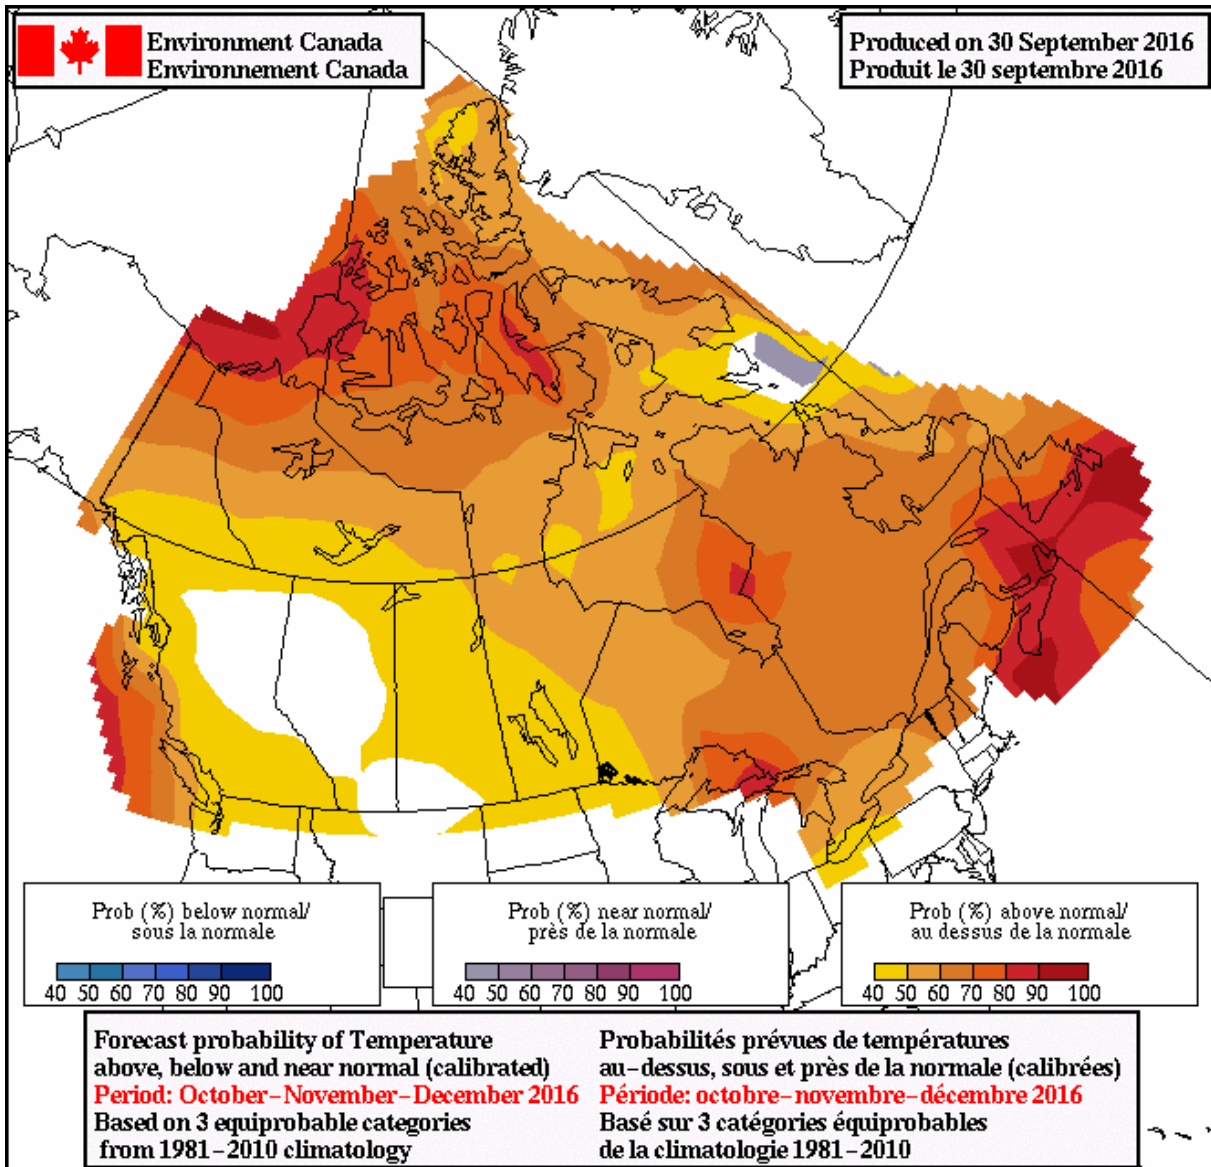 Environment Canada
Environnement Canada
Produced on 30 September 2016
Produit le 30 septembre 2016
Prob (%) below normal/
sous la normale
40 50 60 70 80 90 100
Prob (%) near normal/
près de la normale
40 50 60 70 80 90 100
Prob (%) above normal/
au dessus de la normale
40 50 60 70 80 90 100
Forecast probability of Temperature
above, below and near normal (calibrated)
Period: October-November-December 2016
Based on 3 equiprobable categories
from 1981-2010 climatology
Probabilités prévues de températures
au-dessus, sous et près de la normale (calibrées)
Période: octobre-novembre-décembre 2016
Basé sur 3 catégories équiprobables
de la climatologie 1981-2010